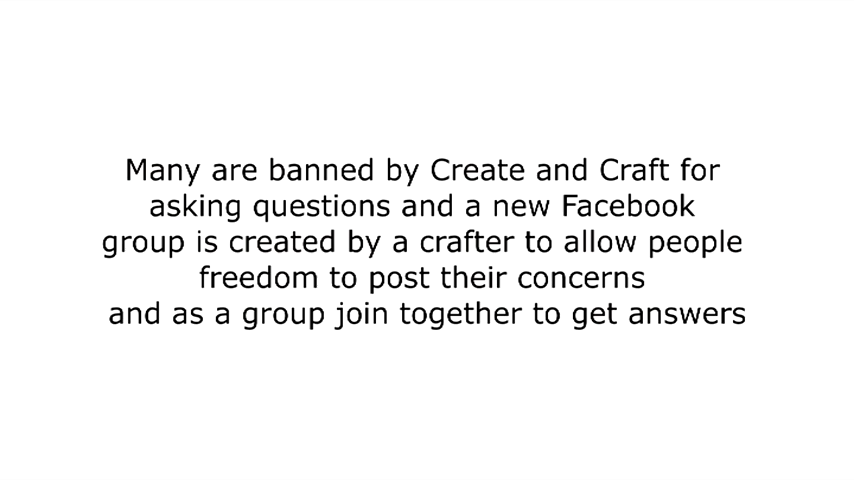 Many are banned by Create and Craft for
asking questions and a new Facebook
group is created by a crafter to allow people
freedom to post their concerns
and as a group join together to get answers